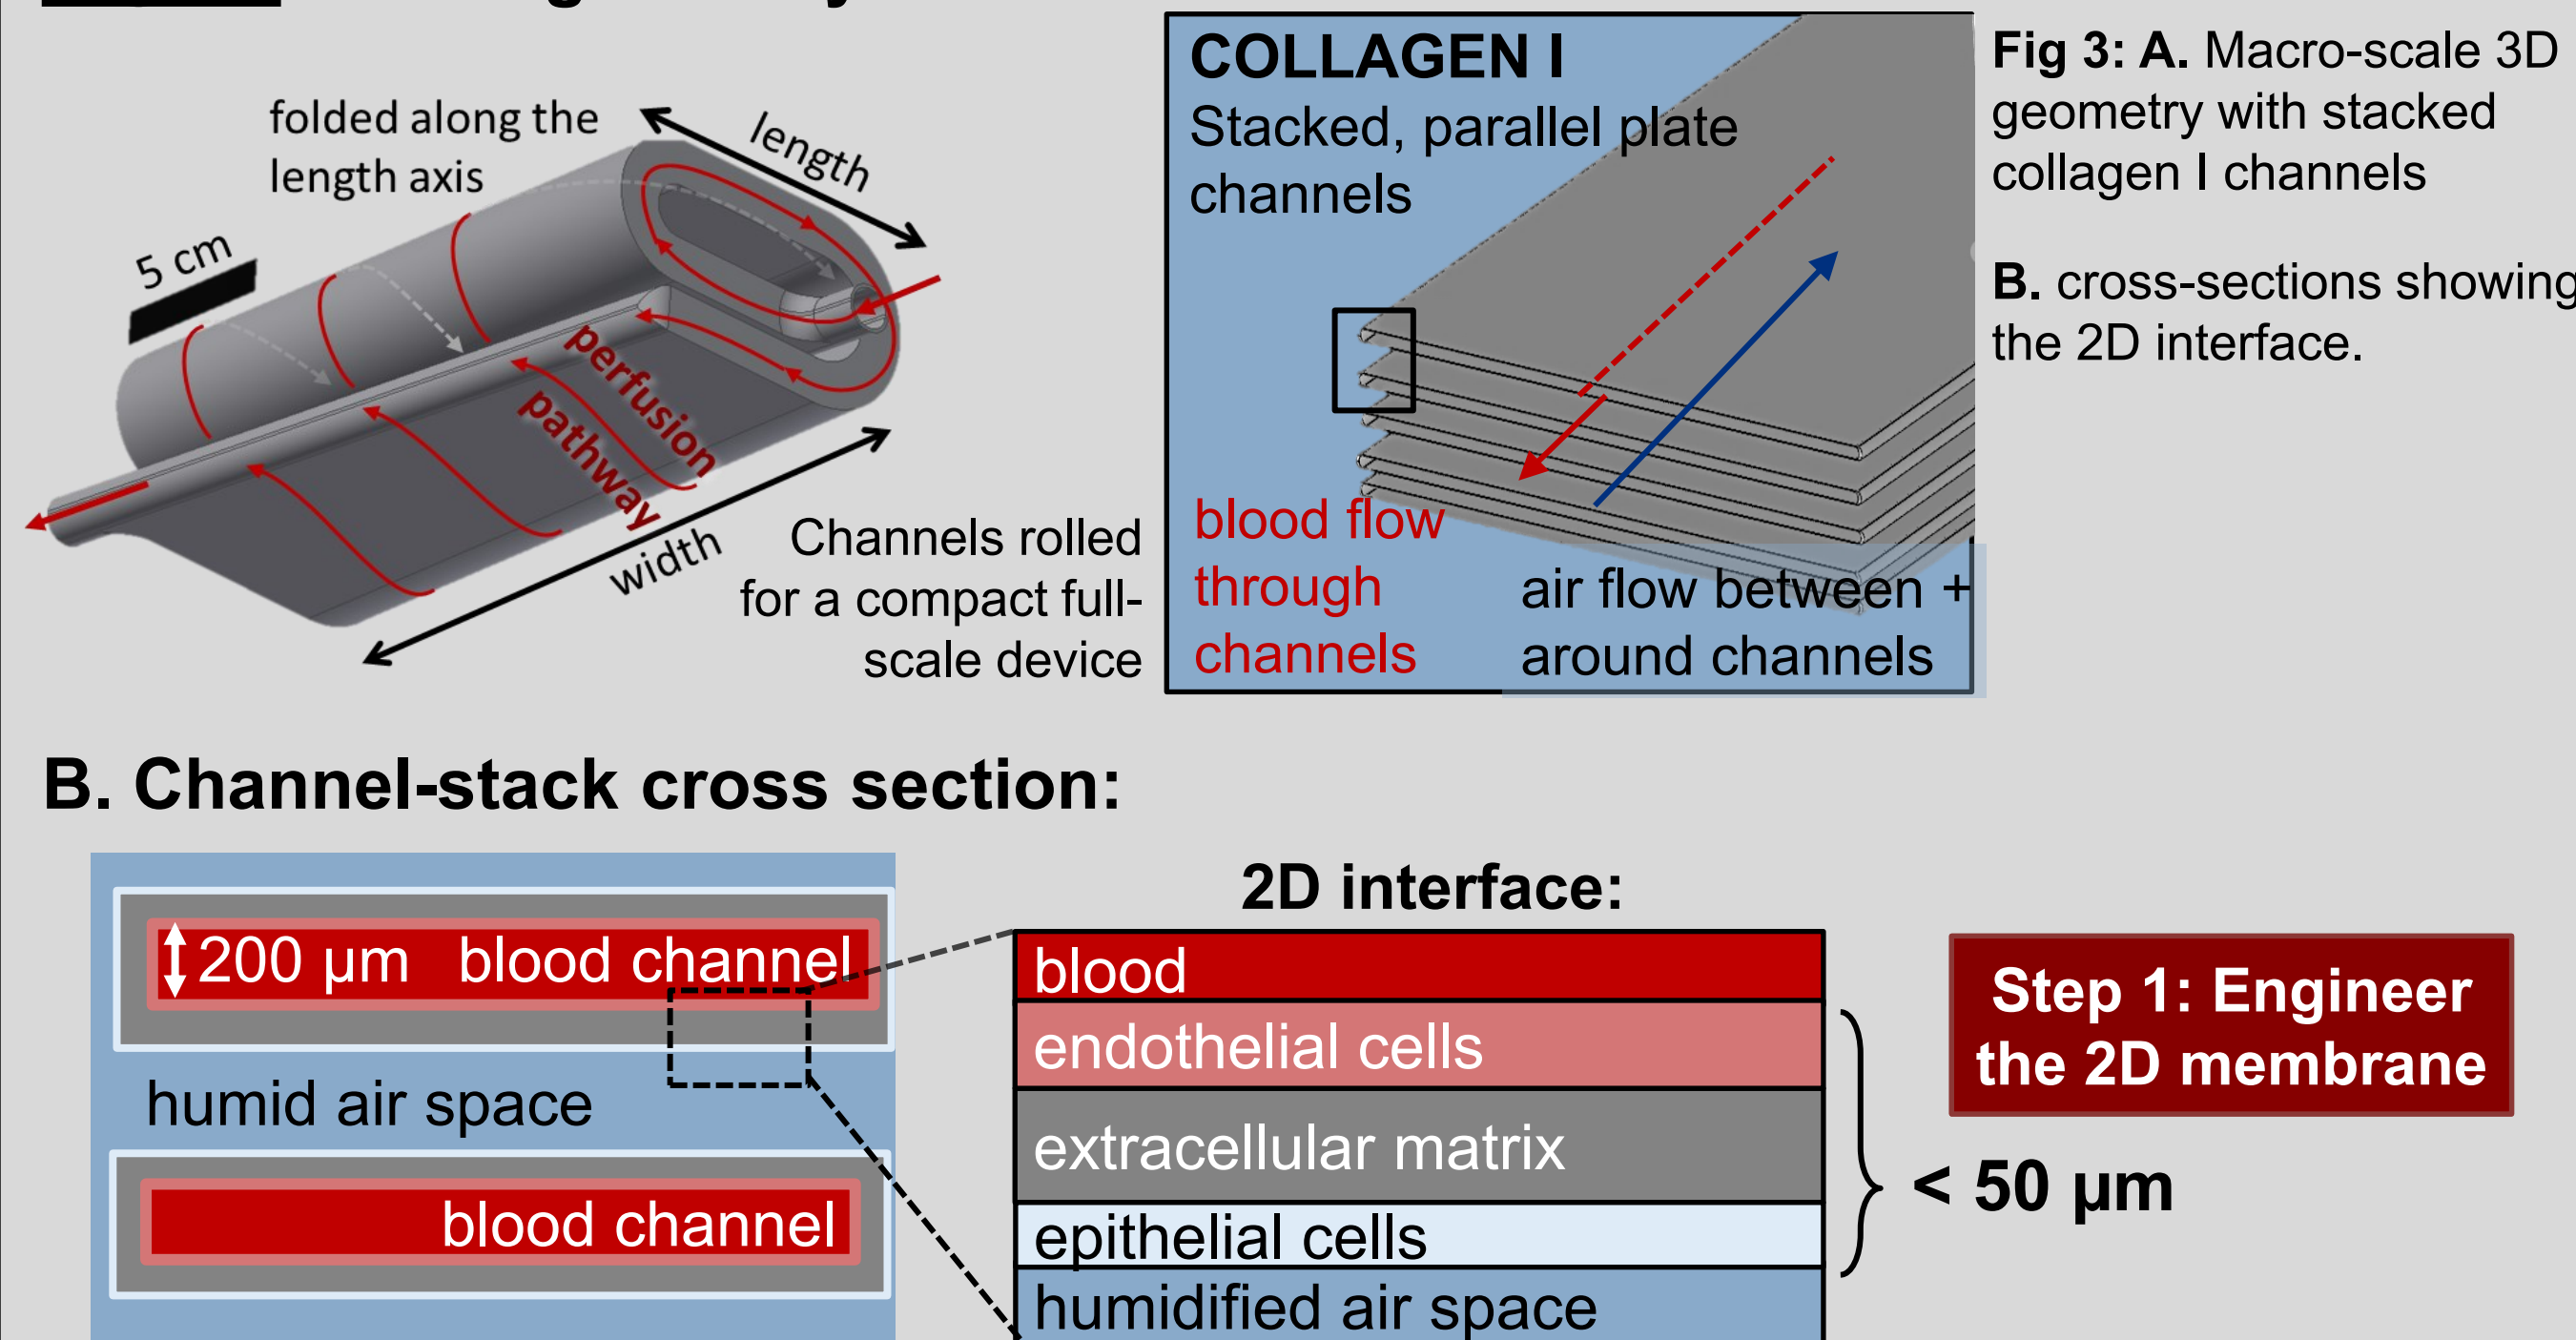 folded along the
length axis
length
5 cm
perfusion
pathway
width
Channels rolled
for a compact full-
scale device
COLLAGEN I
Stacked, parallel plate
channels
blood flow
through
channels
air flow between +
around channels
Fig 3: A. Macro-scale 3D
geometry with stacked
collagen I channels
B. cross-sections showing
the 2D interface.
B. Channel-stack cross section:
200 µm blood channel
humid air space
blood channel
2D interface:
blood
endothelial cells
extracellular matrix
epithelial cells
humidified air space
< 50 µm
Step 1: Engineer
the 2D membrane